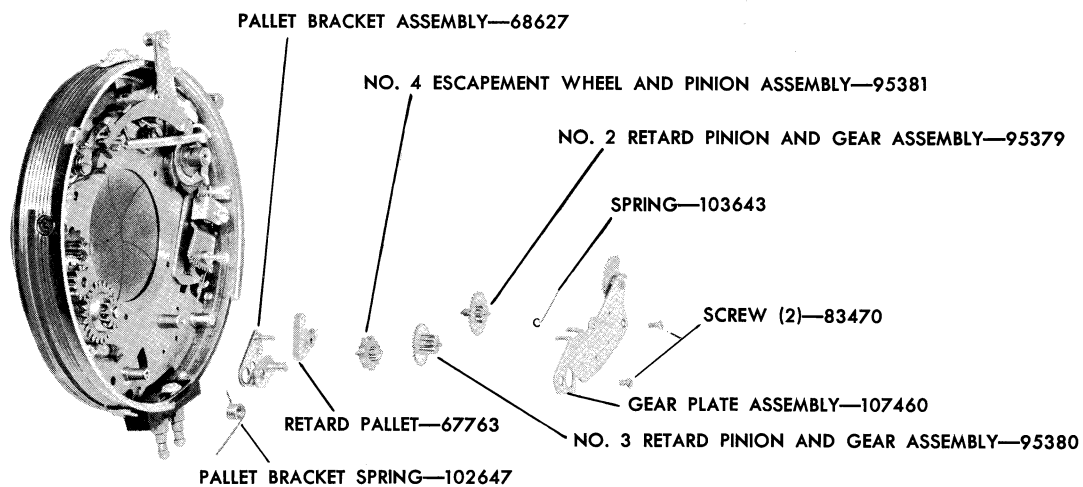 PALLET BRACKET ASSEMBLY—68627
NO. 4 ESCAPEMENT WHEEL AND PINION ASSEMBLY—95381
NO. 2 RETARD PINION AND GEAR ASSEMBLY—95379
SPRING—103643
SCREW (2)—83470
GEAR PLATE ASSEMBLY—107460
RETARD PALLET—67763
NO. 3 RETARD PINION AND GEAR ASSEMBLY—95380
PALLET BRACKET SPRING—102647